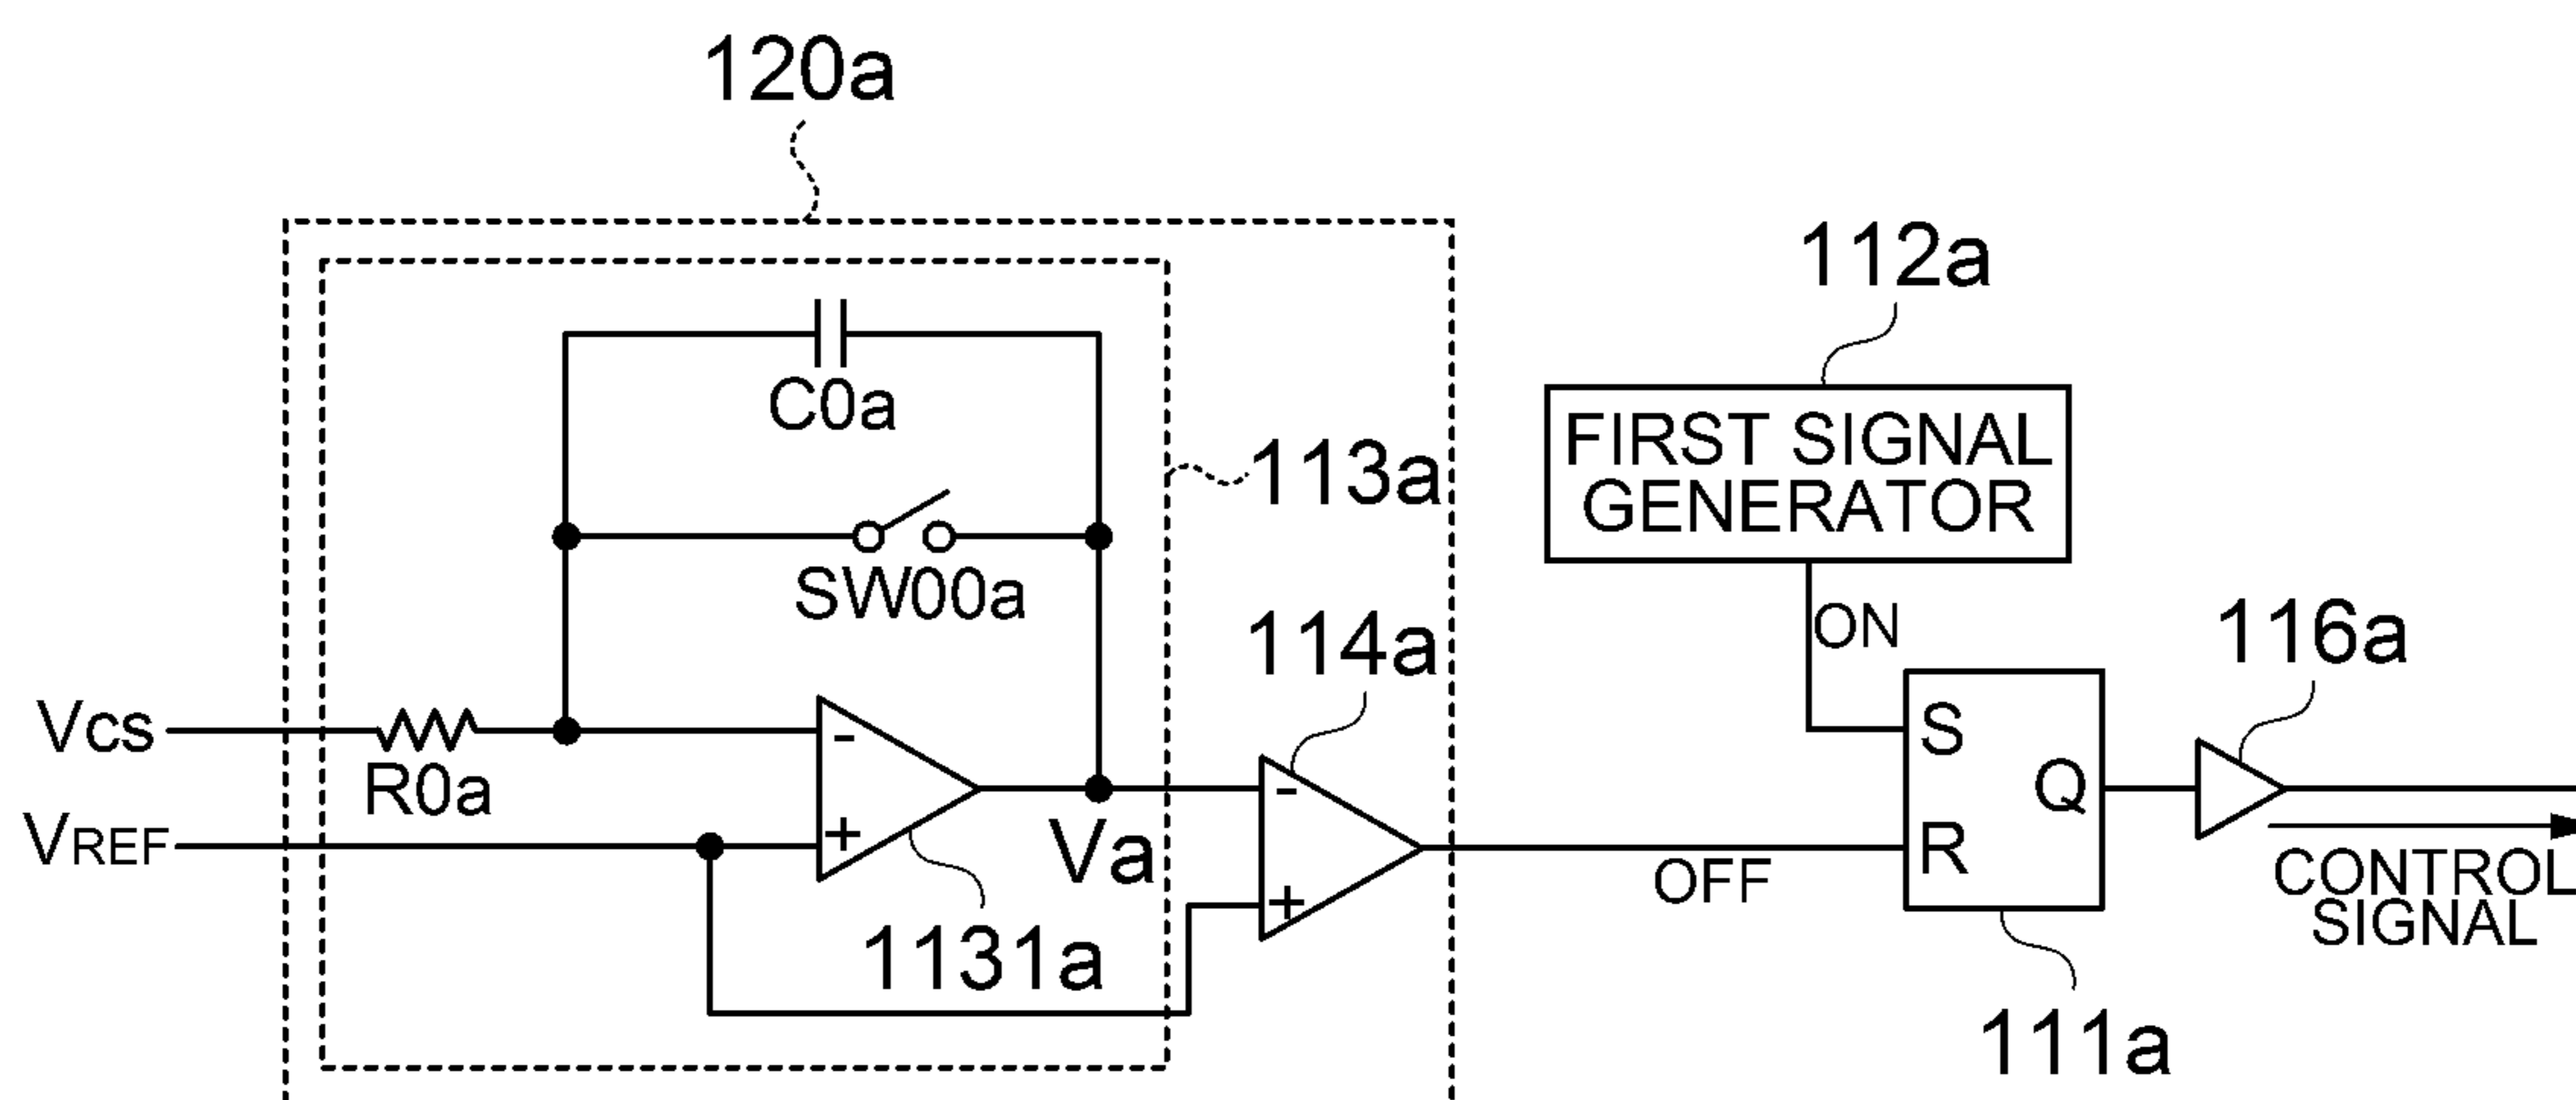 120a
112a
FIRST SIGNAL
GENERATOR
C0a
113a
SW00a
ON
114a
116a
VCS
R0a
-
S
Q
-
VREF
+
Va
R
OFF
+
CONTROL
SIGNAL
1131a
111a